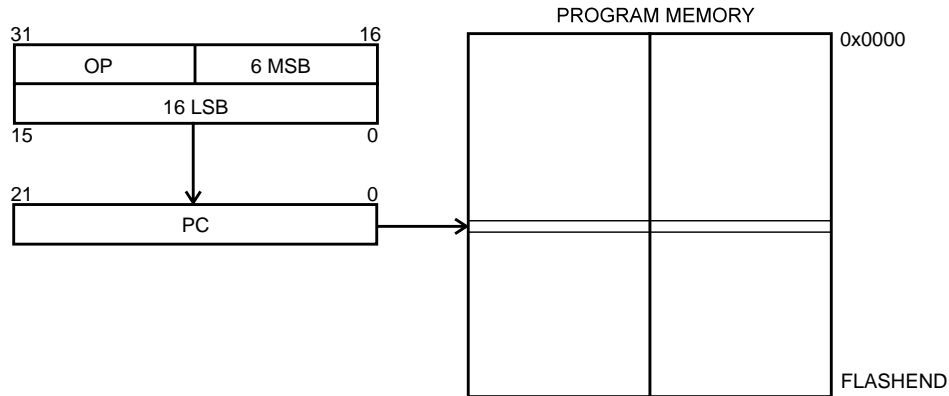 PROGRAM MEMORY
31 16
OP 6 MSB
16 LSB
15 0
21 0
PC
0x0000
FLASHEND